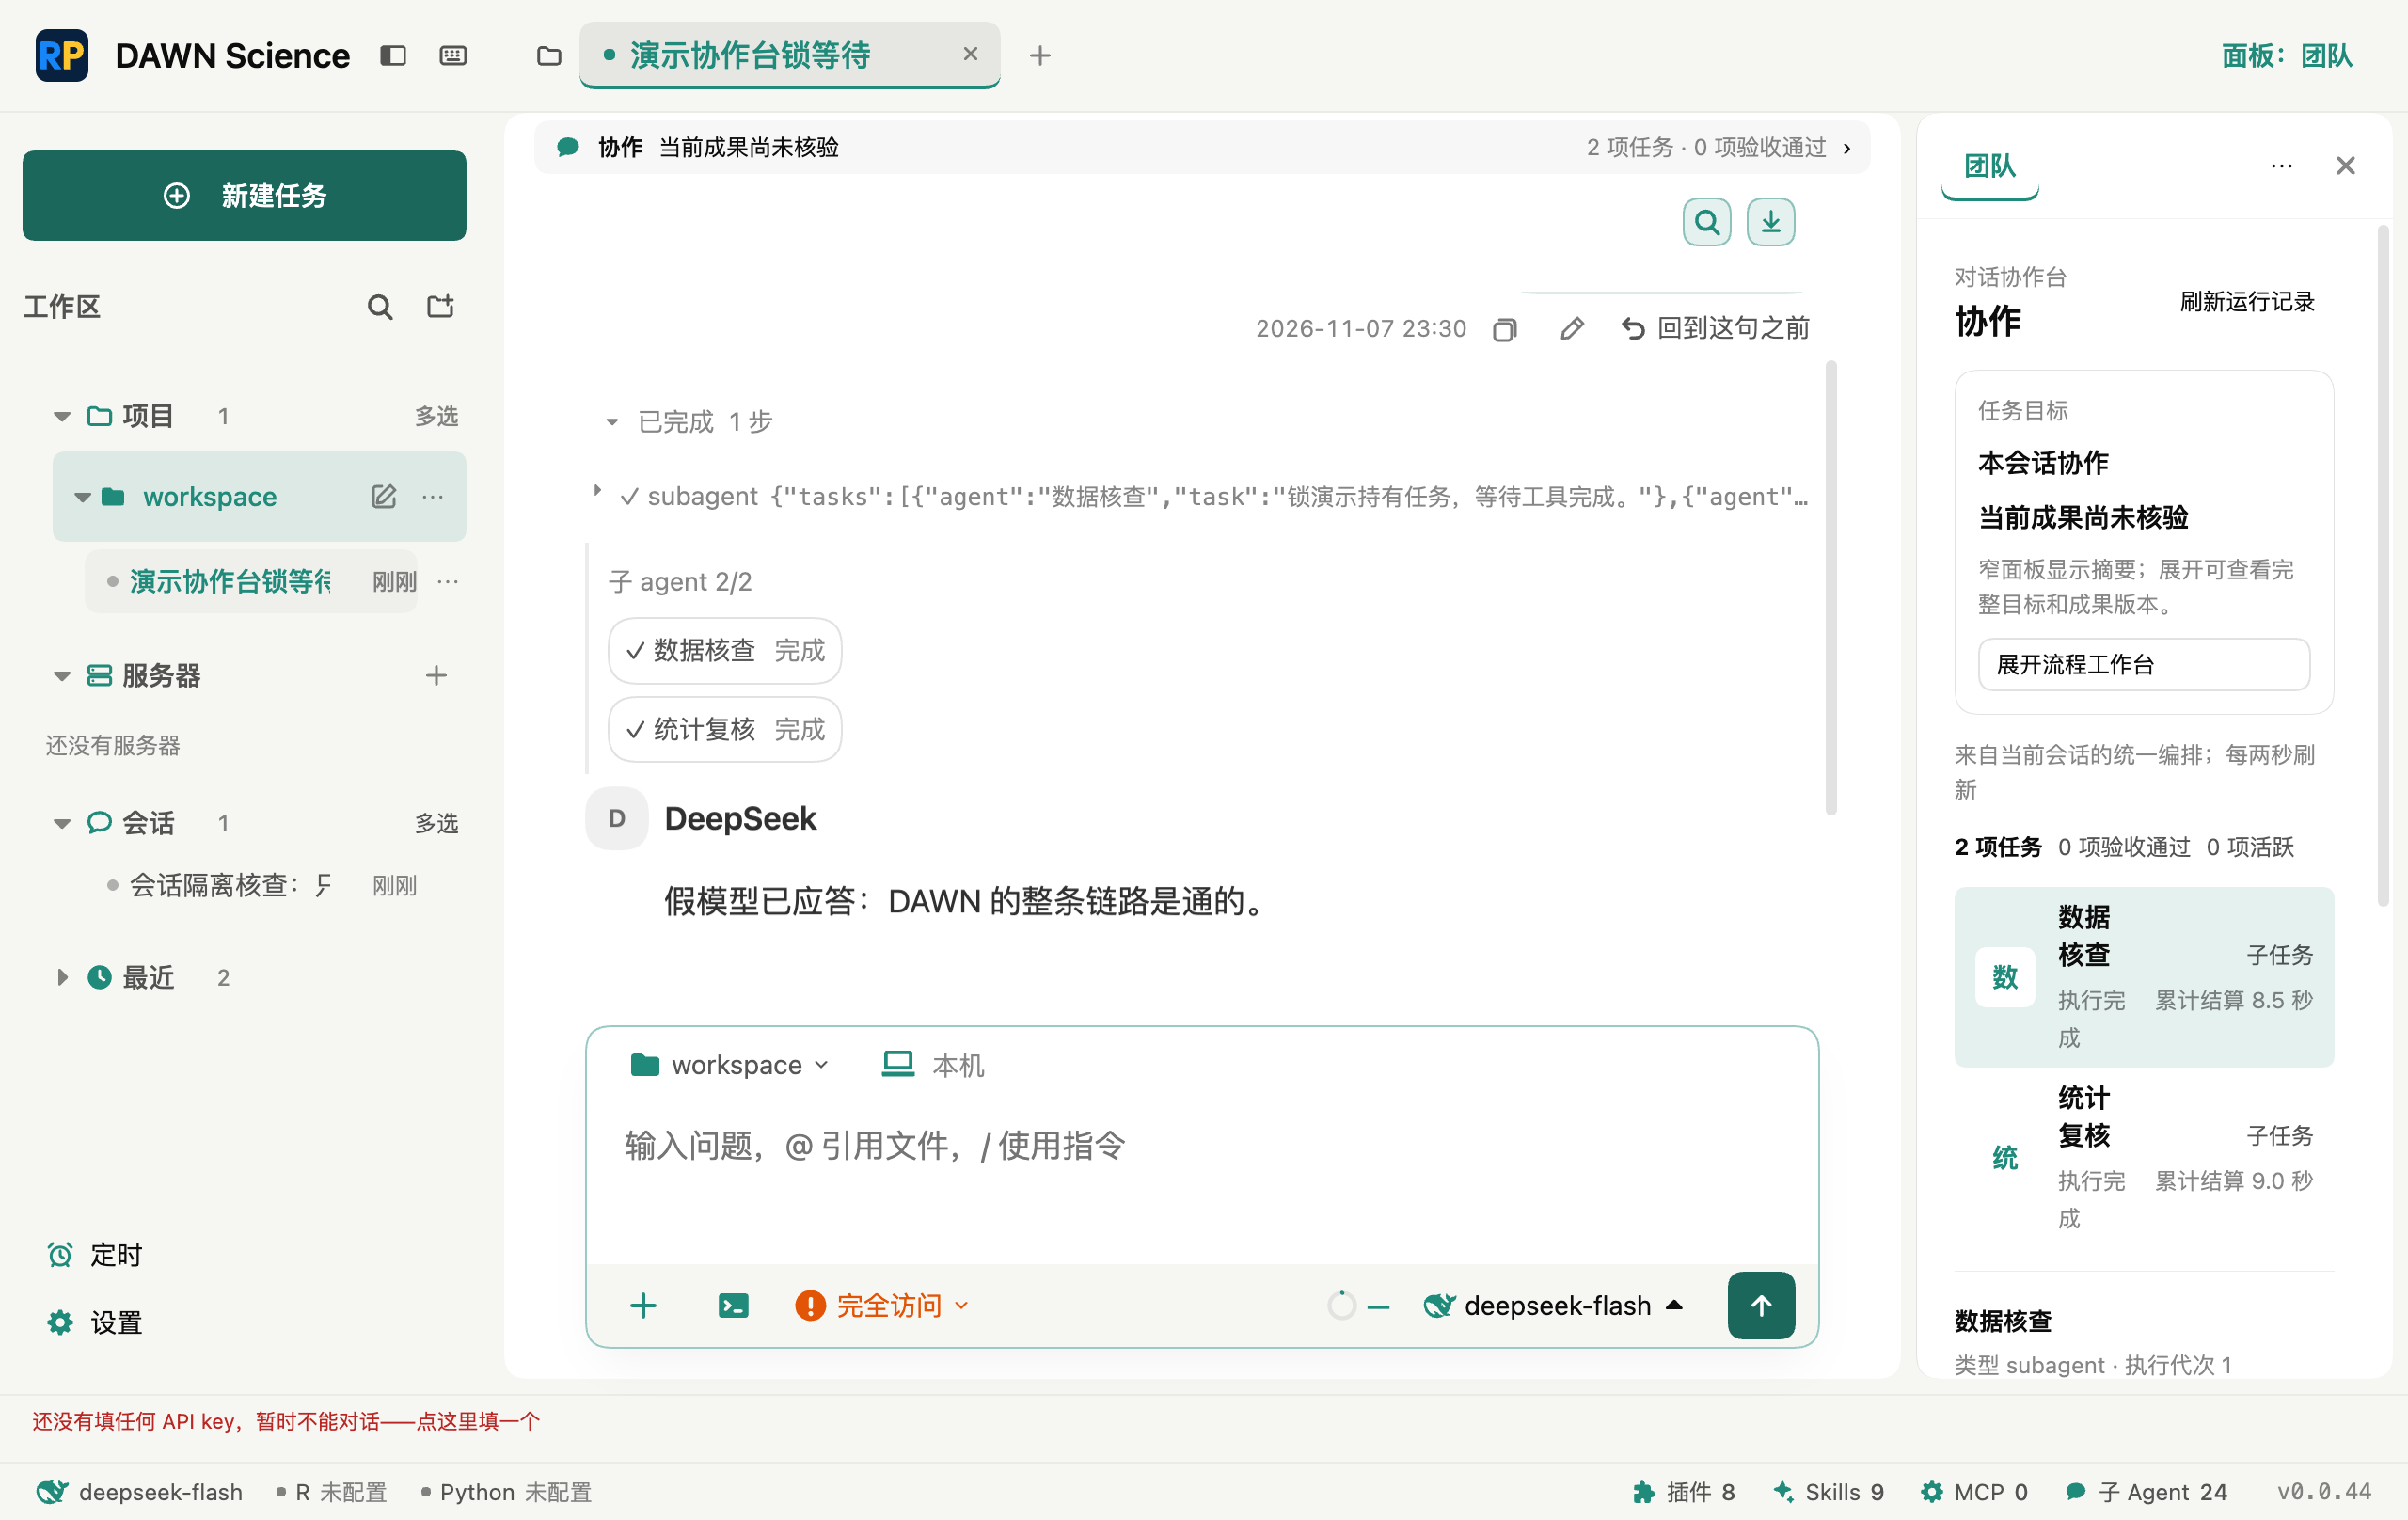 RP DAWN Science
演示协作台锁等待
面板：团队
新建任务
工作区
项目 1 多选
workspace
演示协作台锁等待 刚刚
服务器
还没有服务器
会话 1 多选
会话隔离核查： 刚刚
最近 2
定时
设置
协作 当前成果尚未核验 2 项任务 · 0 项验收通过
2026-11-07 23:30 回到这句之前
已完成 1 步
subagent {"tasks":[{"agent":"数据核查","task":"锁演示持有任务，等待工具完成。"},{"agent"…
子 agent 2/2
数据核查 完成
统计复核 完成
D DeepSeek
假模型已应答：DAWN 的整条链路是通的。
workspace 本机
输入问题，@ 引用文件，/ 使用指令
完全访问 deepseek-flash
团队
对话协作台
协作
刷新运行记录
任务目标
本会话协作
当前成果尚未核验
窄面板显示摘要；展开可查看完
整目标和成果版本。
展开流程工作台
来自当前会话的统一编排；每两秒刷
新
2 项任务 0 项验收通过 0 项活跃
数
数据
核查
子任务
执行完
成
累计结算 8.5 秒
统
统计
复核
子任务
执行完
成
累计结算 9.0 秒
数据核查
类型 subagent · 执行代次 1
还没有填任何 API key，暂时不能对话——点这里填一个
deepseek-flash R 未配置 Python 未配置
插件 8 Skills 9 MCP 0 子 Agent 24 v0.0.44